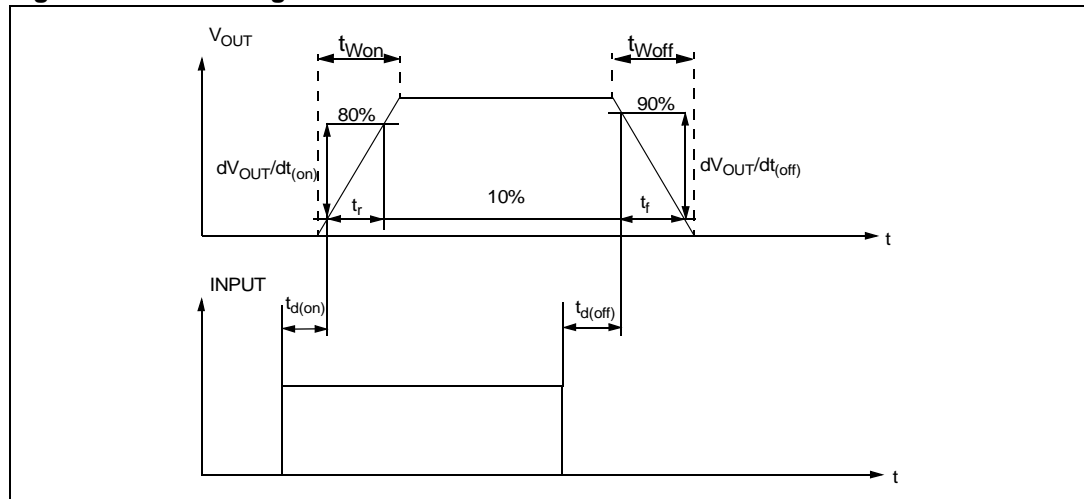 V_OUT
t_Won
t_Woff
80%
90%
dV_OUT/dt_(on)
dV_OUT/dt_(off)
t_r
10%
t_f
t
INPUT
t_d(on)
t_d(off)
t